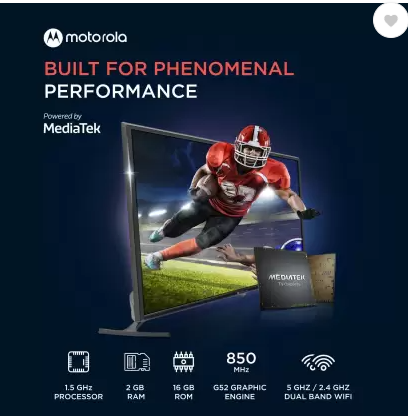 motorola
BUILT FOR PHENOMENAL
PERFORMANCE
Powered by
MediaTek
MEDIATEK
1.5 GHz
PROCESSOR
2 GB
RAM
16 GB
ROM
850
MHz
G52 GRAPHIC
ENGINE
5 GHZ / 2.4 GHZ
DUAL BAND WIFI